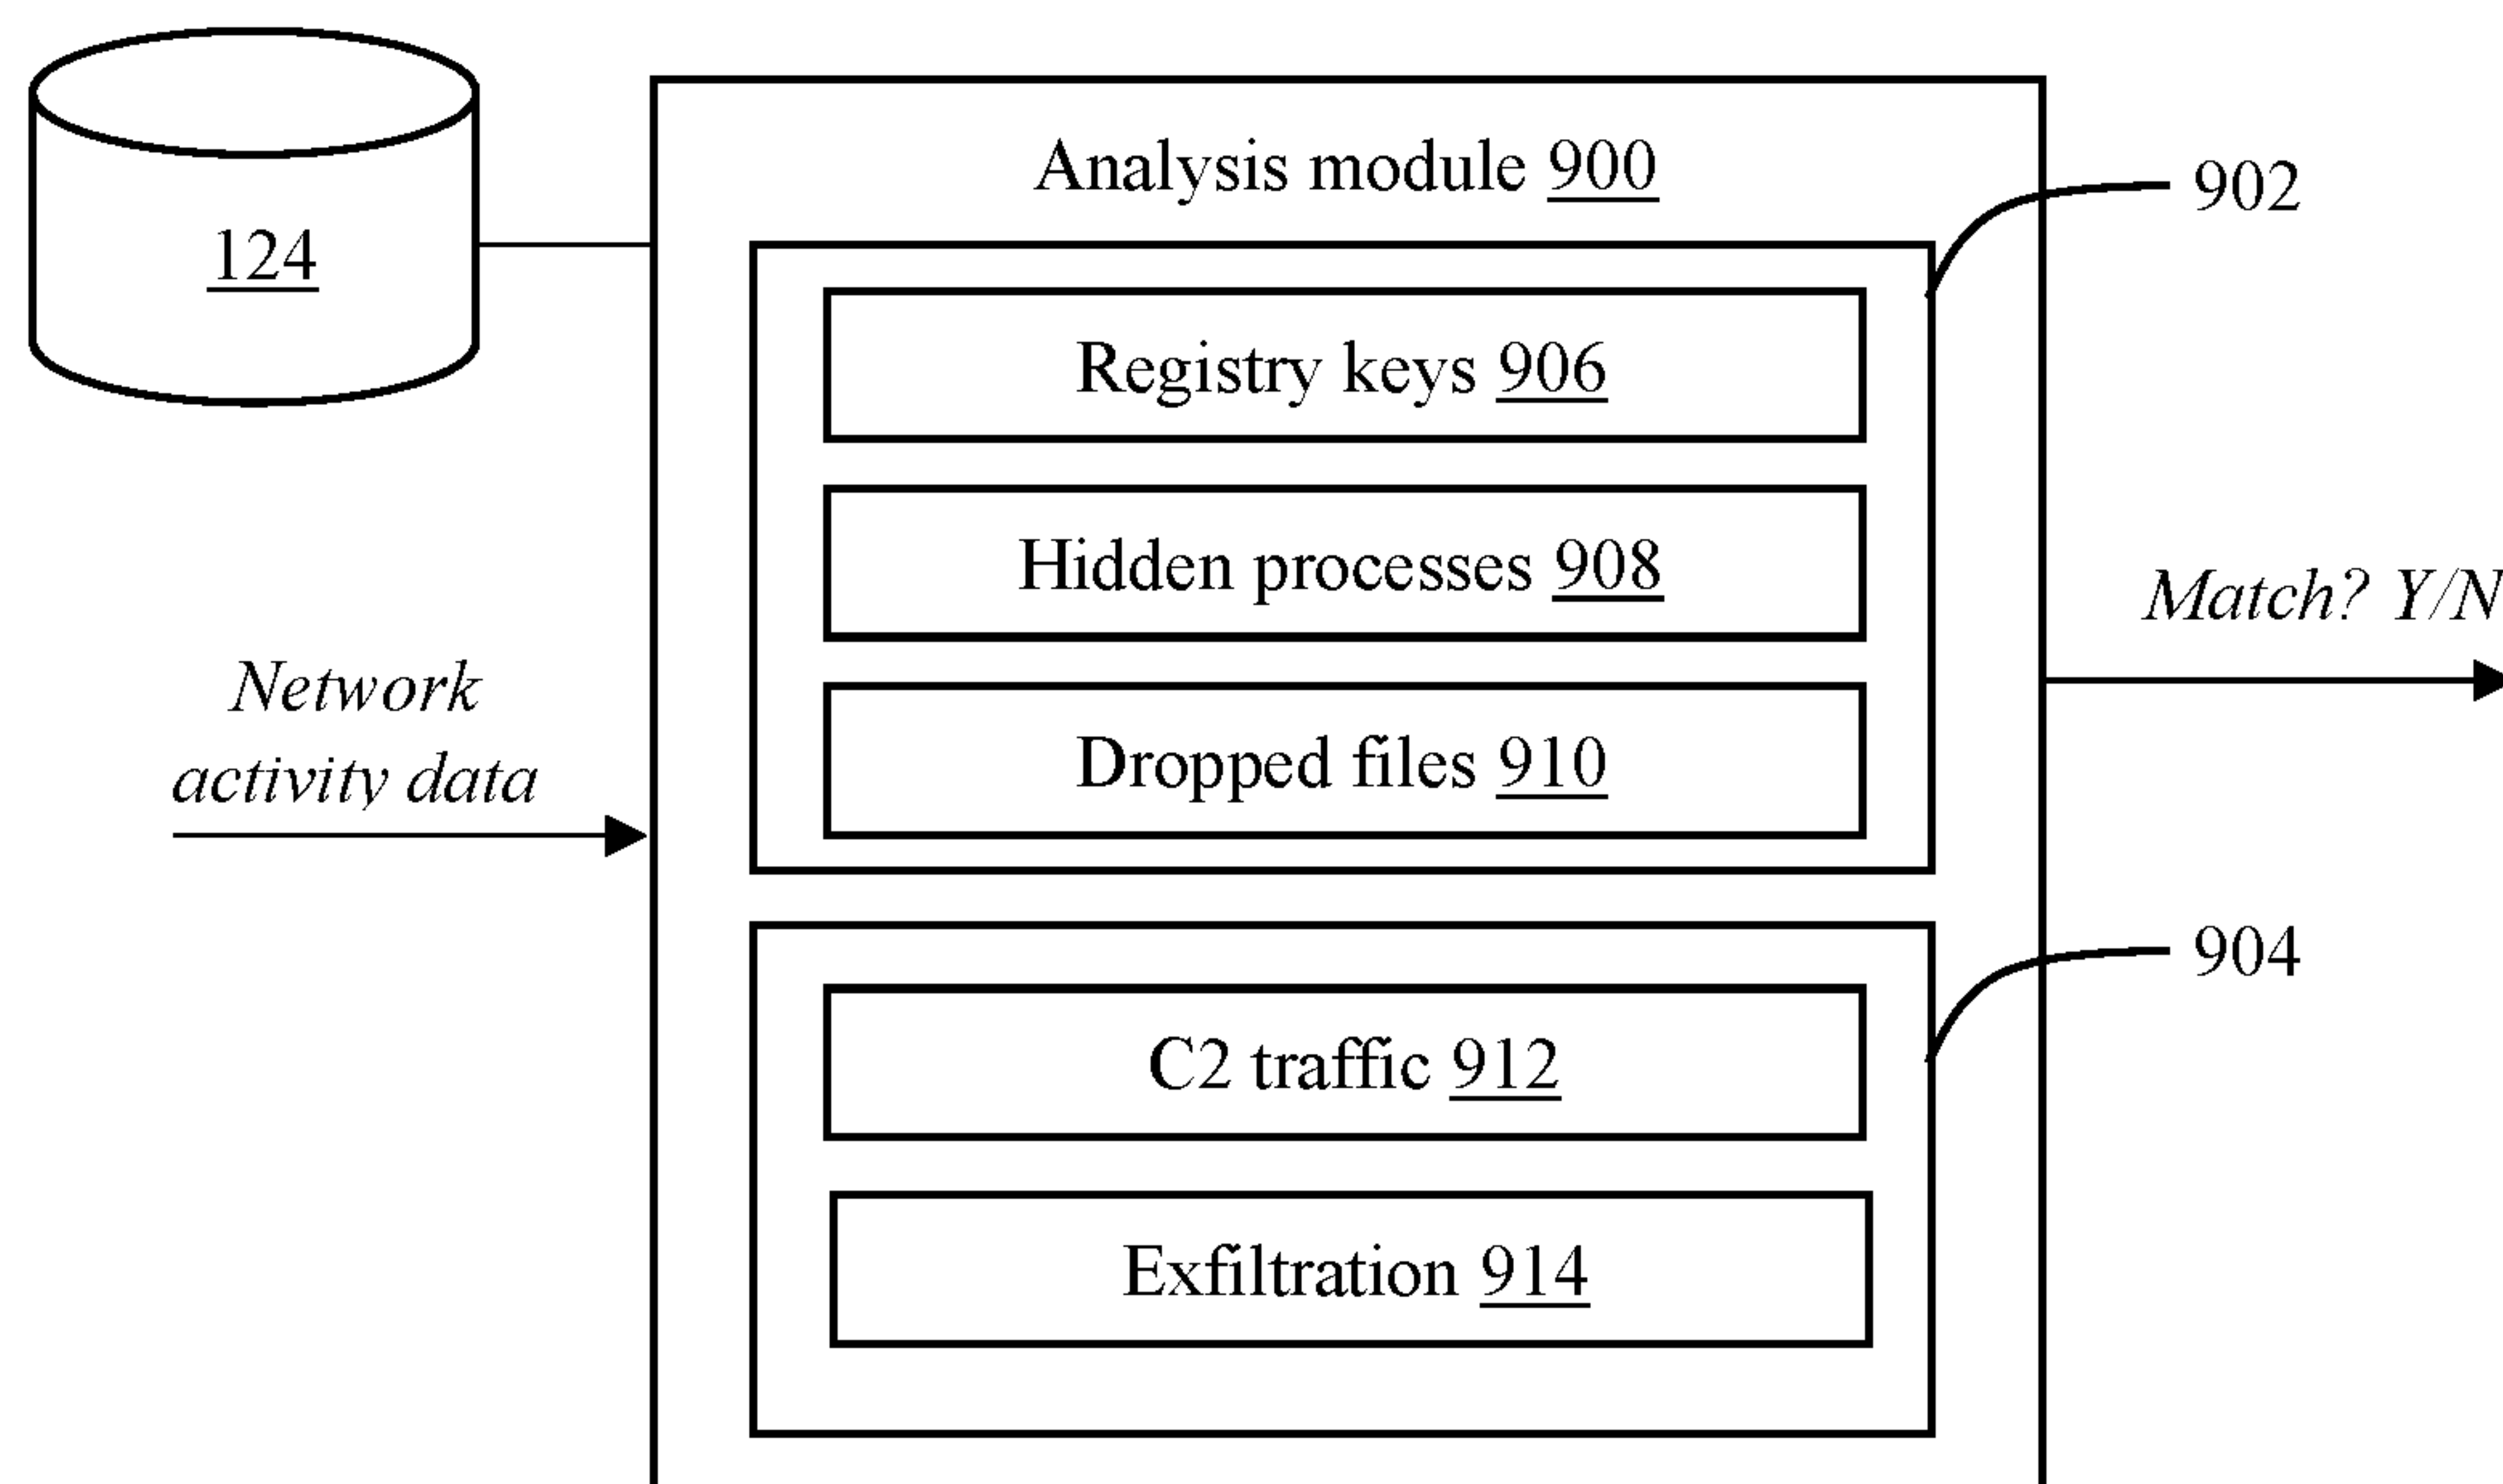 Analysis module 900
902
124
Registry keys 906
Hidden processes 908
Match? Y/N
Network
activity data
Dropped files 910
904
C2 traffic 912
Exfiltration 914